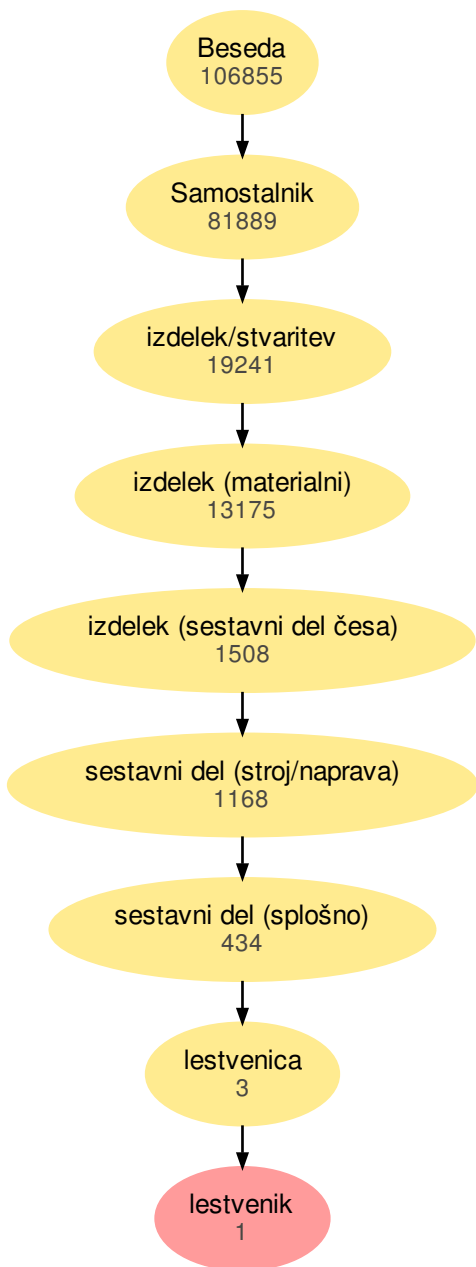 Beseda
106855
Samostalnik
81889
izdelek/stvaritev
19241
izdelek (materialni)
13175
izdelek (sestavni del česa)
1508
sestavni del (stroj/naprava)
1168
sestavni del (splošno)
434
lestvenica
3
lestvenik
1